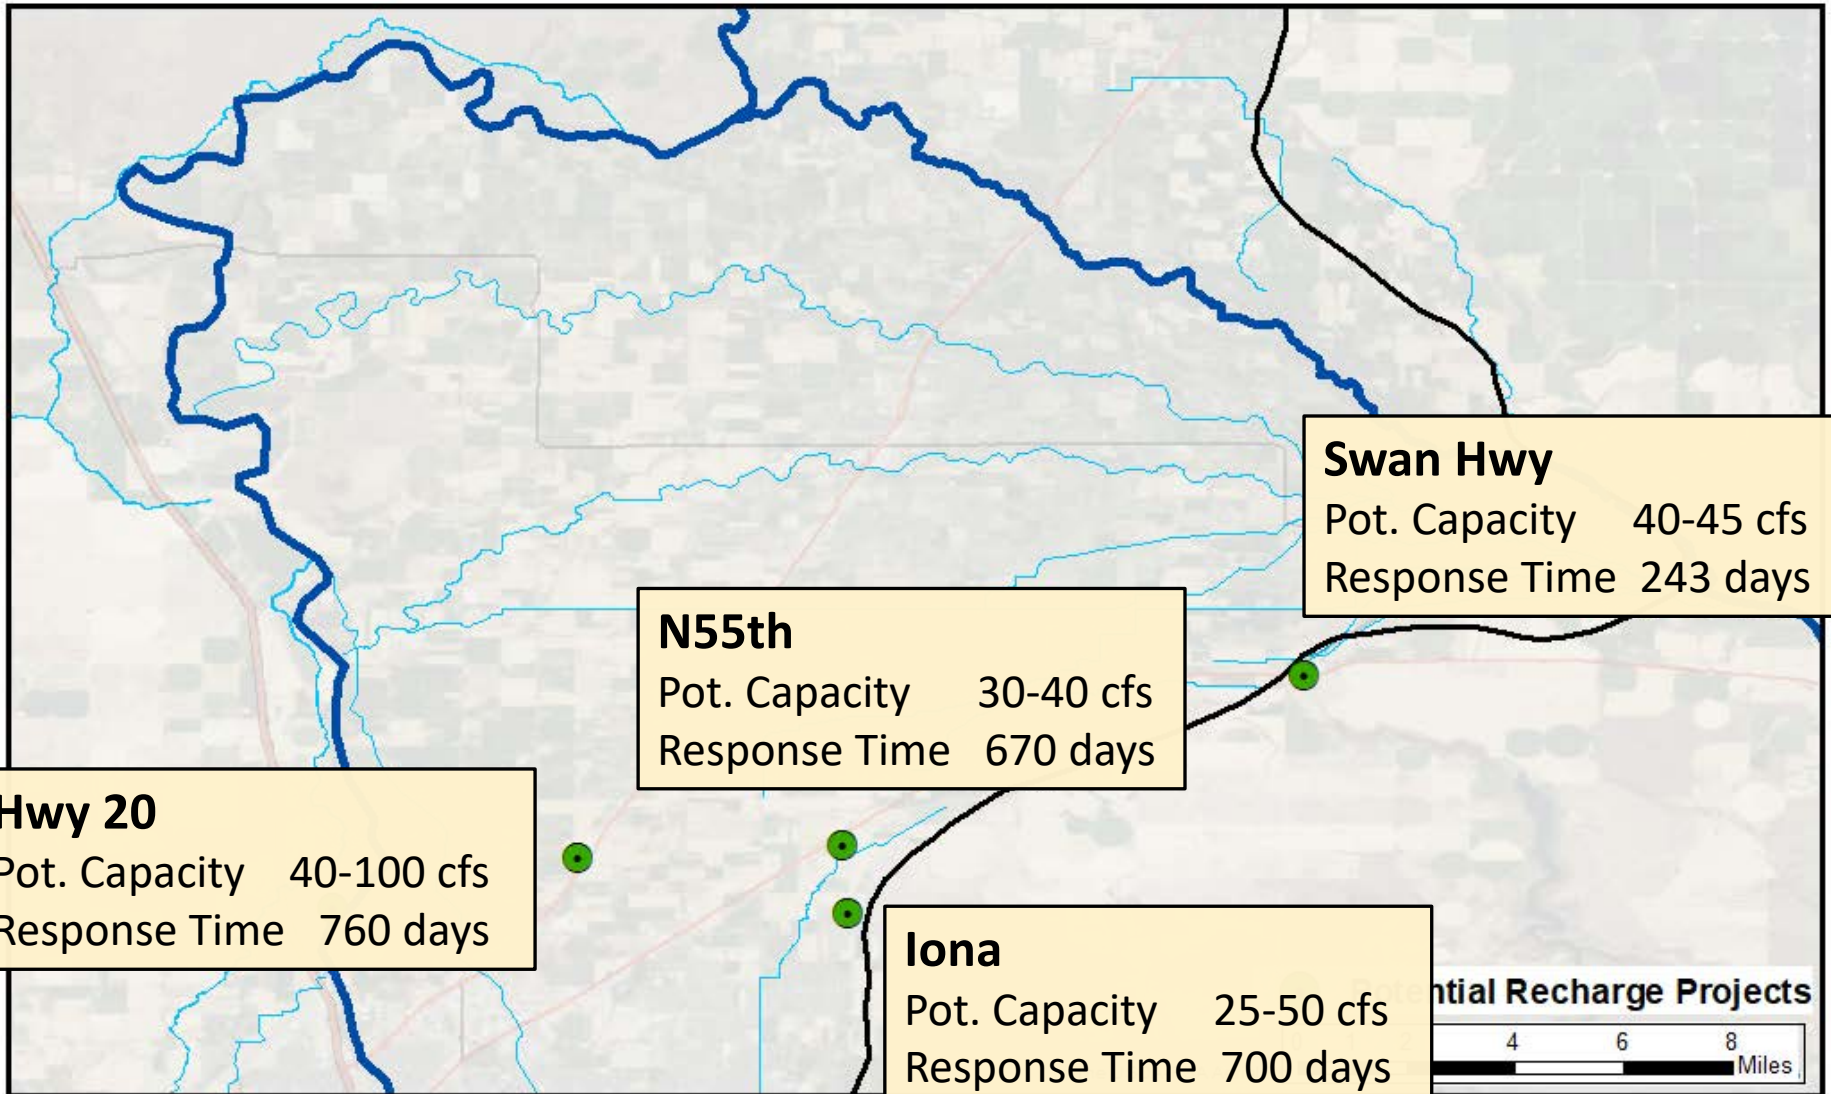 Swan Hwy
Pot. Capacity 40-45 cfs
Response Time 243 days
N55th
Pot. Capacity 30-40 cfs
Response Time 670 days
Hwy 20
Pot. Capacity 40-100 cfs
Response Time 760 days
Iona
Pot. Capacity 25-50 cfs
Response Time 700 days
Potential Recharge Projects
2 4 6 8
Miles